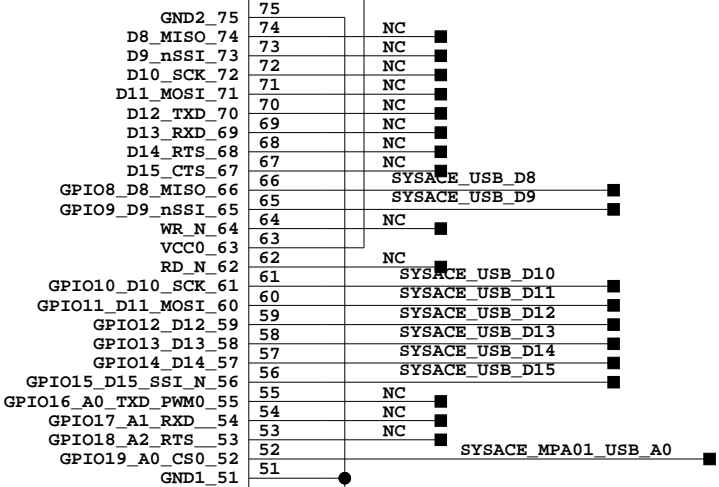 GND2_75 75
D8_MISO_74 74 NC
D9_nSSI_73 73 NC
D10_SCK_72 72 NC
D11_MOSI_71 71 NC
D12_TXD_70 70 NC
D13_RXD_69 69 NC
D14_RTS_68 68 NC
D15_CTS_67 67 NC
GPIO8_D8_MISO_66 66 SYSACE_USB_D8
GPIO9_D9_nSSI_65 65 SYSACE_USB_D9
WR_N_64 64 NC
VCC0_63 63
RD_N_62 62 NC
GPIO10_D10_SCK_61 61 SYSACE_USB_D10
GPIO11_D11_MOSI_60 60 SYSACE_USB_D11
GPIO12_D12_59 59 SYSACE_USB_D12
GPIO13_D13_58 58 SYSACE_USB_D13
GPIO14_D14_57 57 SYSACE_USB_D14
GPIO15_D15_SSI_N_56 56 SYSACE_USB_D15
GPIO16_A0_TXD_PWM0_55 55 NC
GPIO17_A1_RXD__54 54 NC
GPIO18_A2_RTS__53 53 NC
GPIO19_A0_CS0_52 52 SYSACE_MPA01_USB_A0
GND1_51 51